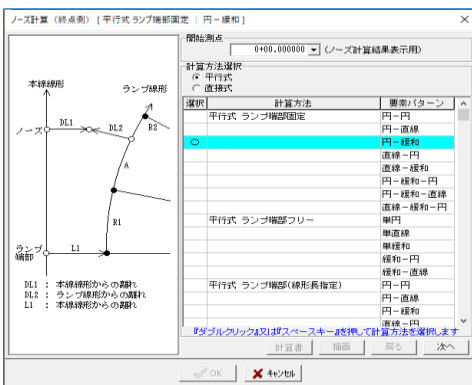 ノーズ計算（終点側）[平行式 ランプ端部固定 | 円－緩和]
本線線形
ランプ線形
DL1
DL2
R2
ノーズ
A
R1
ランプ端部
L1
DL1 : 本線線形からの離れ
DL2 : ランプ線形からの離れ
L1 : 本線線形からの離れ
開始測点
0+00.000000 (ノーズ計算結果表示用)
計算方法選択
平行式
直接式
選択 計算方法 要素パターン
平行式 ランプ端部固定 円－円
円－直線
○ 円－緩和
直線－円
直線－緩和
円－緩和－円
円－緩和－直線
直線－緩和－円
平行式 ランプ端部フリー 単円
単直線
単緩和
緩和－円
緩和－直線
平行式 ランプ端部(線形長指定) 円－円
円－直線
円－緩和
直線－円
『ダブルクリック』又は『スペースキー』を押して計算方法を選択します
計算書 描画 戻る 次へ
OK キャンセル